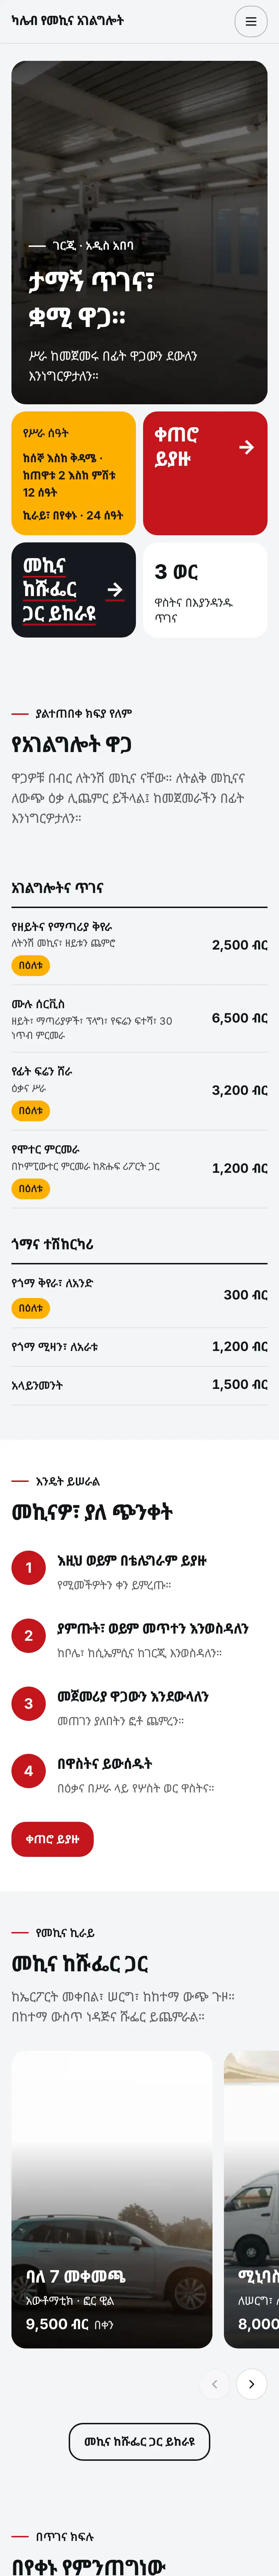 ካሌብ የመኪና አገልግሎት
ገርጂ · አዲስ አበባ
ታማኝ ጥገና፣
ቋሚ ዋጋ።
ሥራ ከመጀመሩ በፊት ዋጋውን ደውለን
እንነግርዎታለን።
የሥራ ሰዓት
ከሰኞ እስከ ቅዳሜ ·
ከጠዋቱ 2 እስከ ምሽቱ
12 ሰዓት
ኪራይ፣ በየቀኑ · 24 ሰዓት
ቀጠሮ
ይያዙ
→
መኪና
ከሹፌር
ጋር ይከራዩ
→
3 ወር
ዋስትና በእያንዳንዱ
ጥገና
ያልተጠበቀ ክፍያ የለም
የአገልግሎት ዋጋ
ዋጋዎቹ በብር ለትንሽ መኪና ናቸው። ለትልቅ መኪናና
ለውጭ ዕቃ ሊጨምር ይችላል፤ ከመጀመራችን በፊት
እንነግርዎታለን።
አገልግሎትና ጥገና
የዘይትና የማጣሪያ ቅየራ
ለትንሽ መኪና፣ ዘይቱን ጨምሮ
በዕለቱ
2,500 ብር
ሙሉ ሰርቪስ
ዘይት፣ ማጣሪያዎች፣ ፕላግ፣ የፍሬን ፍተሻ፣ 30
ነጥብ ምርመራ
6,500 ብር
የፊት ፍሬን ሸራ
ዕቃና ሥራ
በዕለቱ
3,200 ብር
የሞተር ምርመራ
በኮምፒውተር ምርመራ ከጽሑፍ ሪፖርት ጋር
በዕለቱ
1,200 ብር
ጎማና ተሽከርካሪ
የጎማ ቅየራ፣ ለአንድ
በዕለቱ
300 ብር
የጎማ ሚዛን፣ ለአራቱ
1,200 ብር
አላይንመንት
1,500 ብር
እንዴት ይሠራል
መኪናዎ፣ ያለ ጭንቀት
1
እዚህ ወይም በቴሌግራም ይያዙ
የሚመችዎትን ቀን ይምረጡ።
2
ያምጡት፣ ወይም መጥተን እንወስዳለን
ከቦሌ፣ ከሲኤምሲና ከገርጂ እንወስዳለን።
3
መጀመሪያ ዋጋውን እንደውላለን
መጠገን ያለበትን ፎቶ ጨምረን።
4
በዋስትና ይውሰዱት
በዕቃና በሥራ ላይ የሦስት ወር ዋስትና።
ቀጠሮ ይያዙ
የመኪና ኪራይ
መኪና ከሹፌር ጋር
ከኤርፖርት መቀበል፣ ሠርግ፣ ከከተማ ውጭ ጉዞ።
በከተማ ውስጥ ነዳጅና ሹፌር ይጨምራል።
ባለ 7 መቀመጫ
አውቶማቲክ · ፎር ዊል
9,500 ብር በቀን
ሚኒባስ
ለሠርግ፣
8,000
መኪና ከሹፌር ጋር ይከራዩ
በጥገና ክፍሉ
በየቀኑ የምንጠግነው